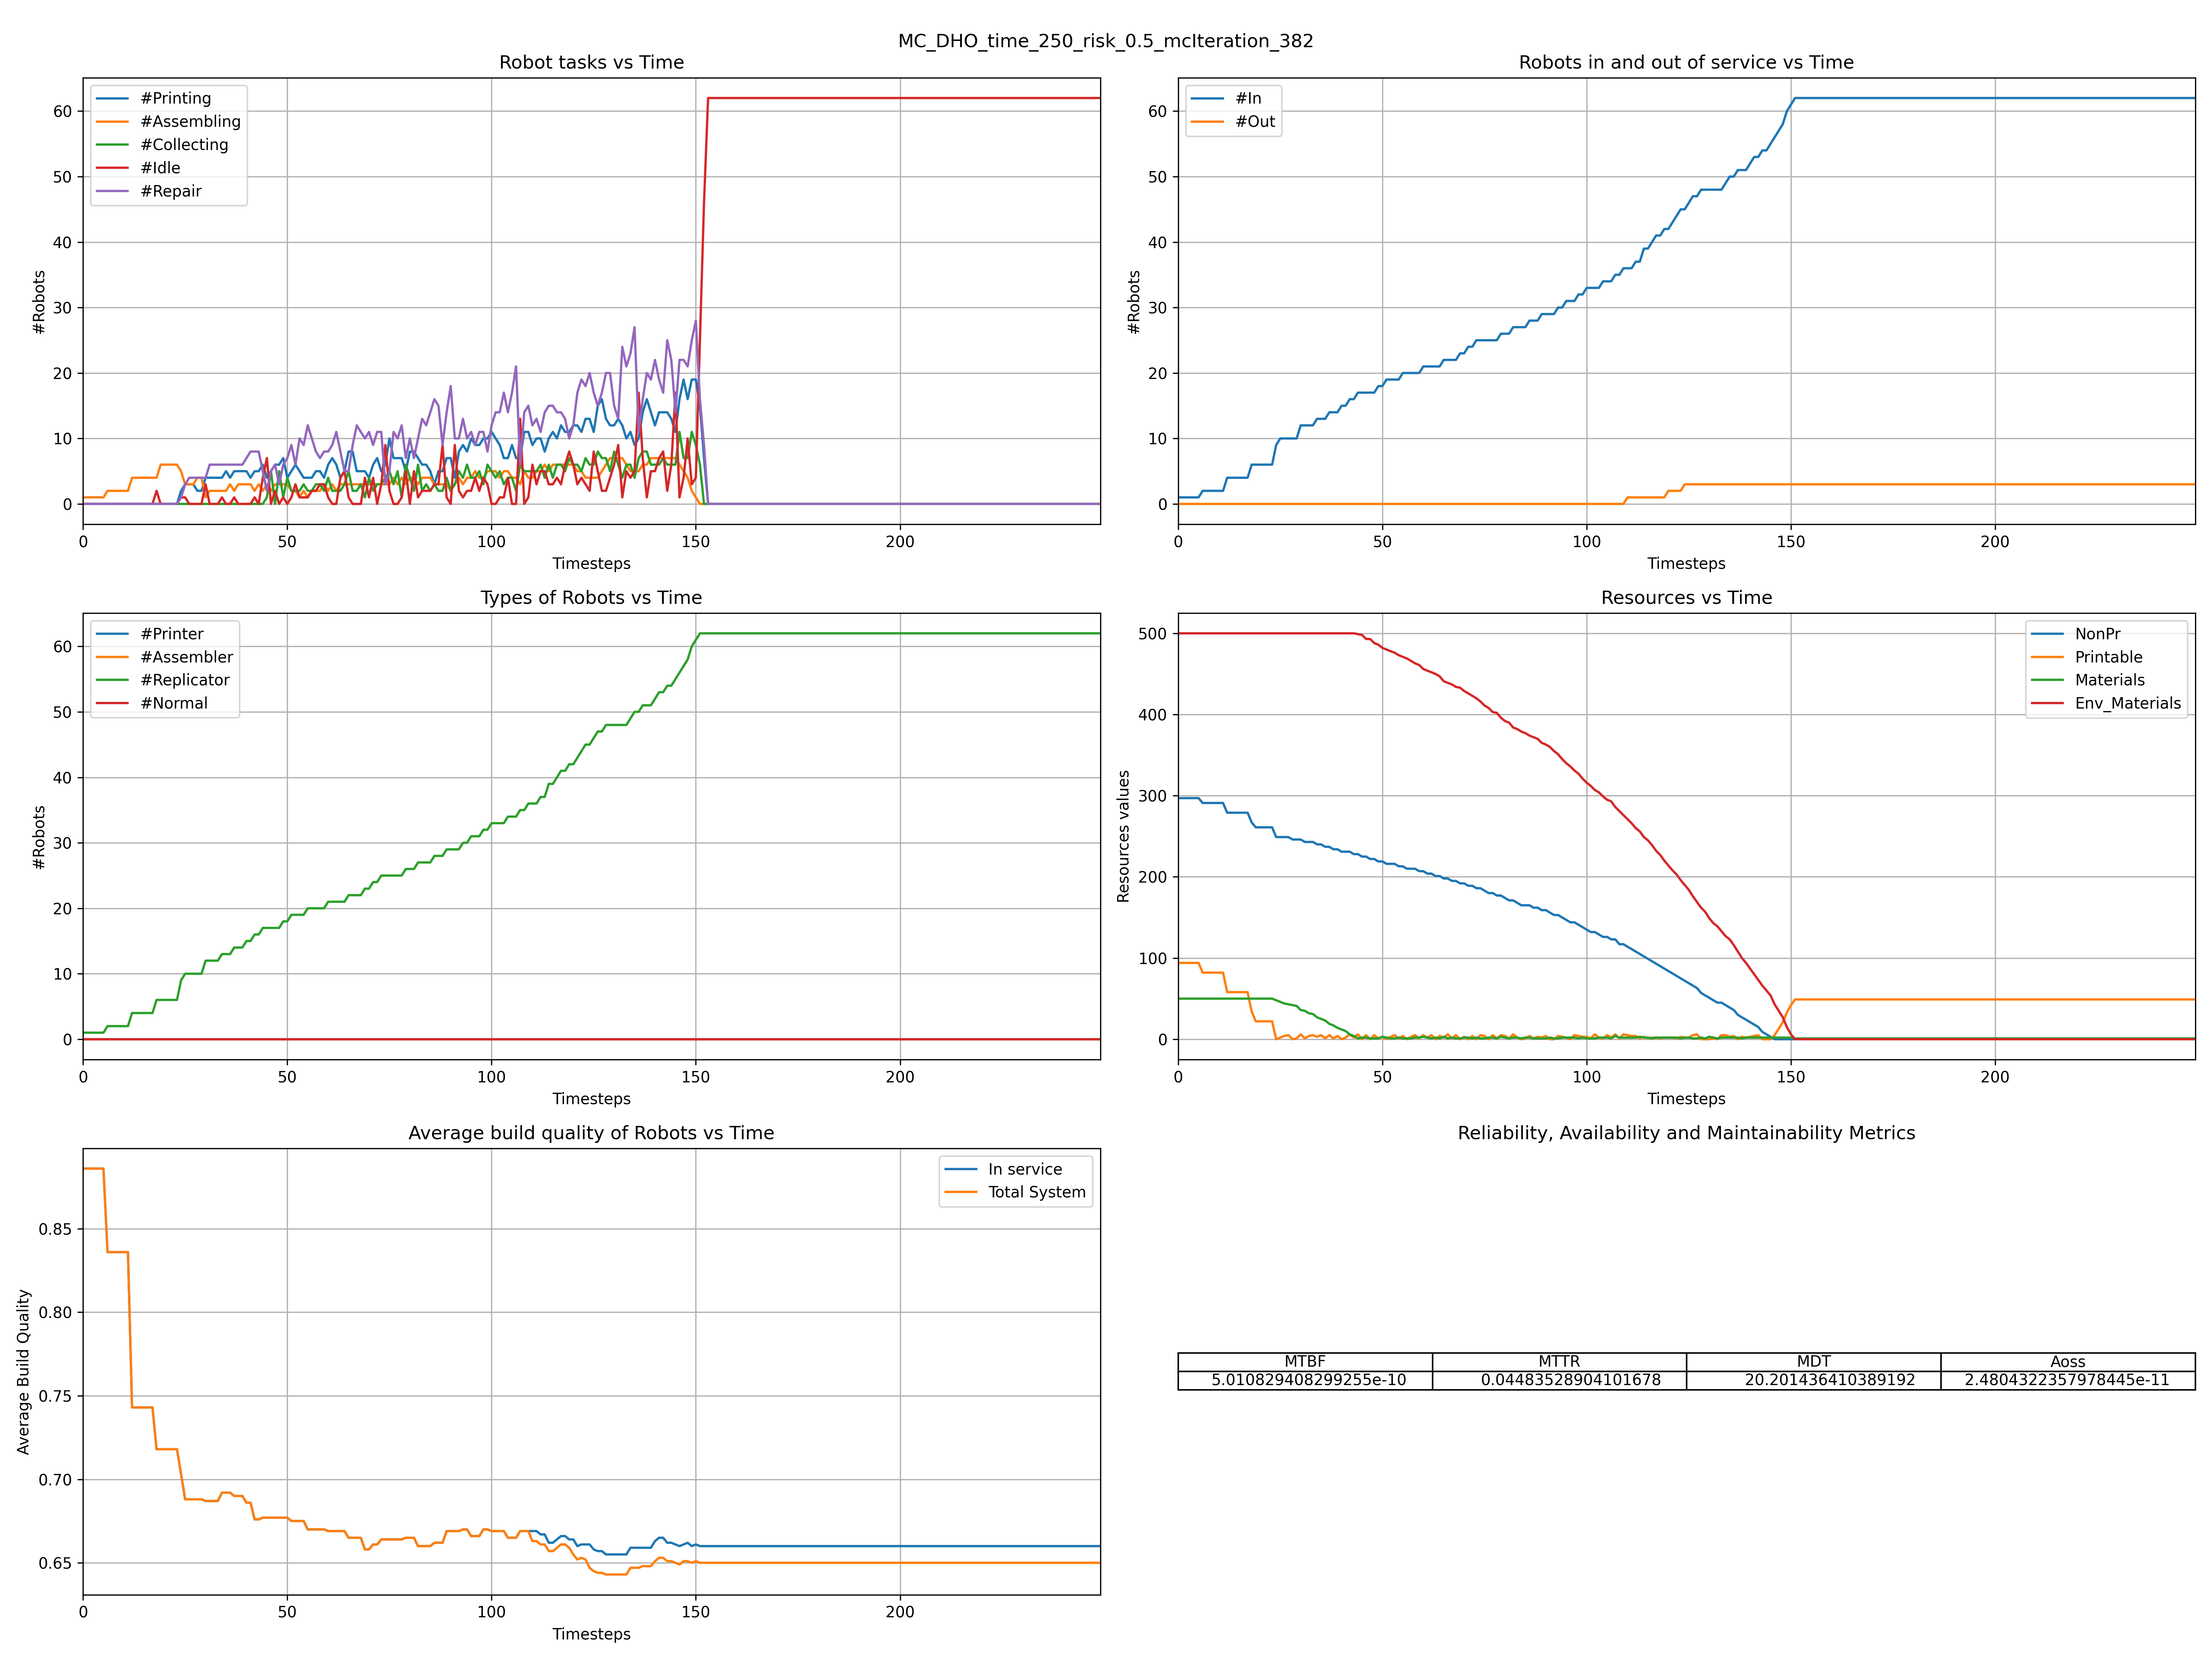 MC_DHO_time_250_risk_0.5_mcIteration_382
Robot tasks vs Time
#Robots
60
50
40
30
20
10
0
#Printing
#Assembling
#Collecting
#Idle
#Repair
0 50 100 150 200
Timesteps
Robots in and out of service vs Time
#Robots
60
50
40
30
20
10
0
#In
#Out
0 50 100 150 200
Timesteps
Types of Robots vs Time
#Robots
60
50
40
30
20
10
0
#Printer
#Assembler
#Replicator
#Normal
0 50 100 150 200
Timesteps
Resources vs Time
Resources values
500
400
300
200
100
0
NonPr
Printable
Materials
Env_Materials
0 50 100 150 200
Timesteps
Average build quality of Robots vs Time
Average Build Quality
0.85
0.80
0.75
0.70
0.65
In service
Total System
0 50 100 150 200
Timesteps
Reliability, Availability and Maintainability Metrics
MTBF MTTR MDT Aoss
5.010829408299255e-10 0.04483528904101678 20.201436410389192 2.4804322357978445e-11